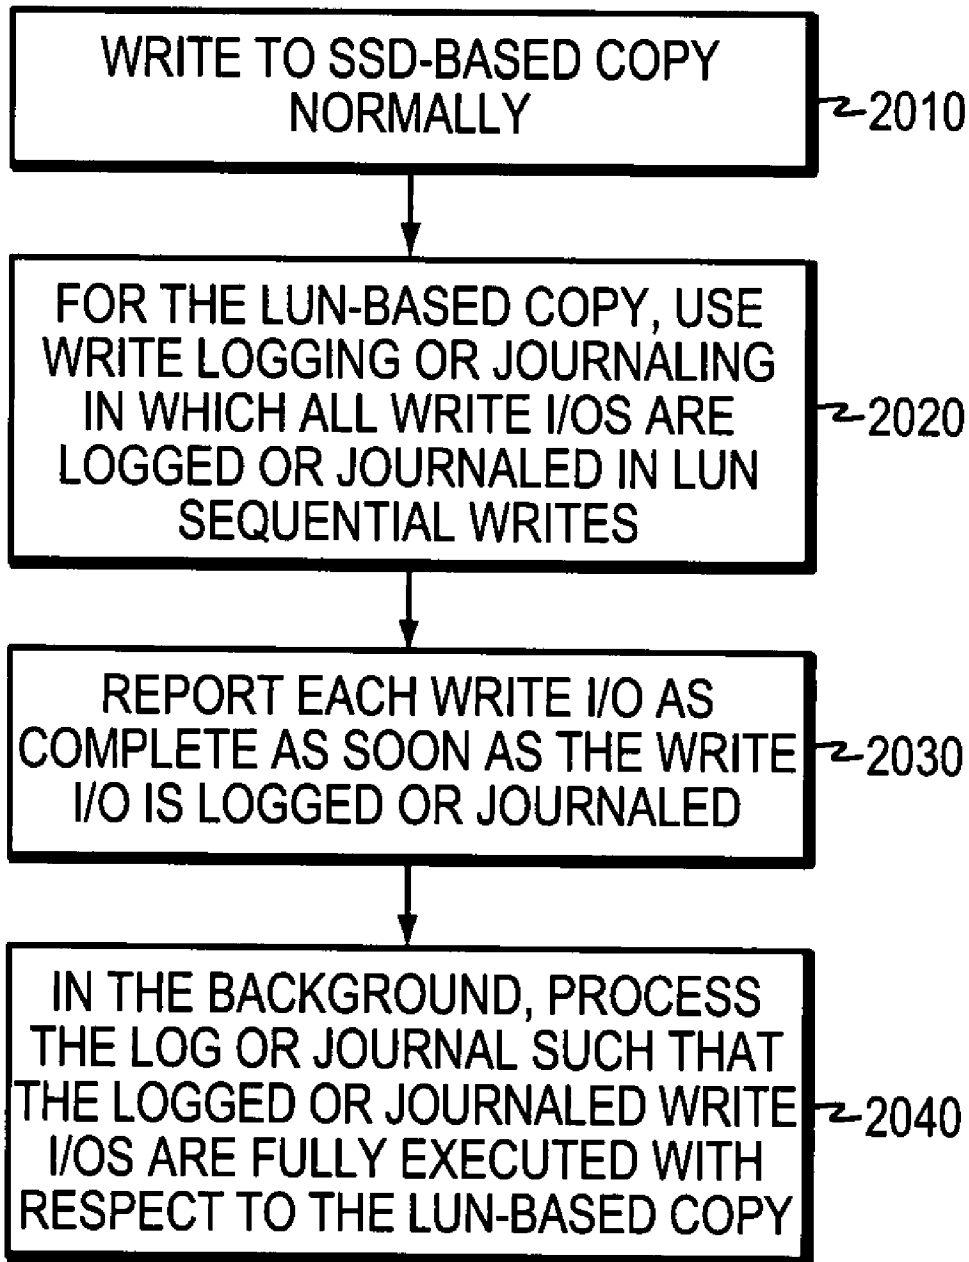 WRITE TO SSD-BASED COPY
NORMALLY
2010
FOR THE LUN-BASED COPY, USE
WRITE LOGGING OR JOURNALING
IN WHICH ALL WRITE I/OS ARE
LOGGED OR JOURNALED IN LUN
SEQUENTIAL WRITES
2020
REPORT EACH WRITE I/O AS
COMPLETE AS SOON AS THE WRITE
I/O IS LOGGED OR JOURNALED
2030
IN THE BACKGROUND, PROCESS
THE LOG OR JOURNAL SUCH THAT
THE LOGGED OR JOURNALED WRITE
I/OS ARE FULLY EXECUTED WITH
RESPECT TO THE LUN-BASED COPY
2040